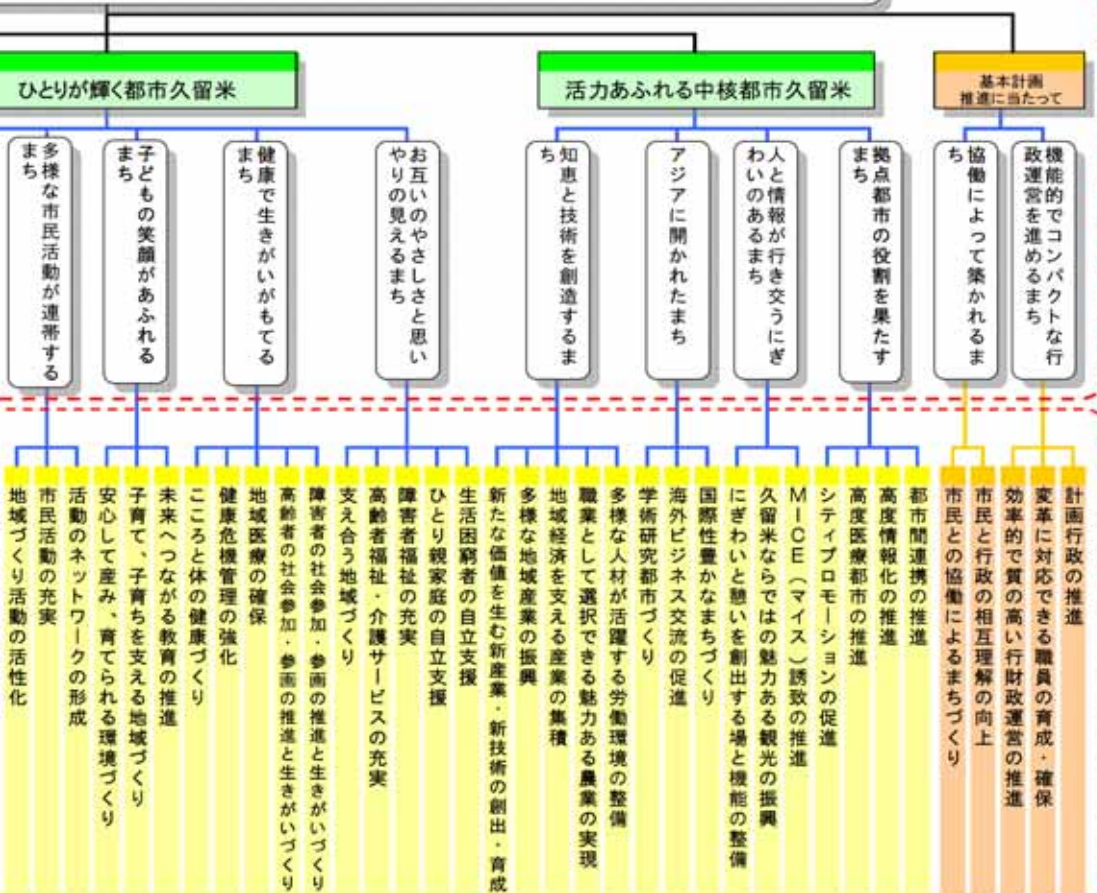 ひとりが輝く都市久留米
活力あふれる中核都市久留米
基本計画
推進に当たって
多様な市民活動が連帯する
まち
子どもの笑顔があふれる
まち
健康で生きがいがもてる
まち
お互いのやさしさと思い
やりの見えるまち
知恵と技術を創造するま
ち
アジアに開かれたまち
人と情報が行き交うにぎ
わいのあるまち
拠点都市の役割を果たす
まち
協働によって築かれるま
ち
機能的でコンパクトな行
政運営を進めるまち
地域づくり活動の活性化
市民活動の充実
活動のネットワークの形成
安心して産み、育てられる環境づくり
子育て、子育ちを支える地域づくり
未来へつながる教育の推進
こころと体の健康づくり
健康危機管理の強化
地域医療の確保
高齢者の社会参加・参画の推進と生きがいづくり
障害者の社会参加・参画の推進と生きがいづくり
支え合う地域づくり
高齢者福祉・介護サービスの充実
障害者福祉の充実
ひとり親家庭の自立支援
生活困窮者の自立支援
新たな価値を生む新産業・新技術の創出・育成
多様な地域産業の振興
地域経済を支える産業の集積
職業として選択できる魅力ある農業の実現
多様な人材が活躍する労働環境の整備
学術研究都市づくり
海外ビジネス交流の促進
国際性豊かなまちづくり
にぎわいと憩いを創出する場と機能の整備
久留米ならではの魅力ある観光の振興
MICE(マイス)誘致の推進
シティプロモーションの促進
高度医療都市の推進
高度情報化の推進
都市間連携の推進
市民との協働によるまちづくり
市民と行政の相互理解の向上
効率的で質の高い行財政運営の推進
変革に対応できる職員の育成・確保
計画行政の推進